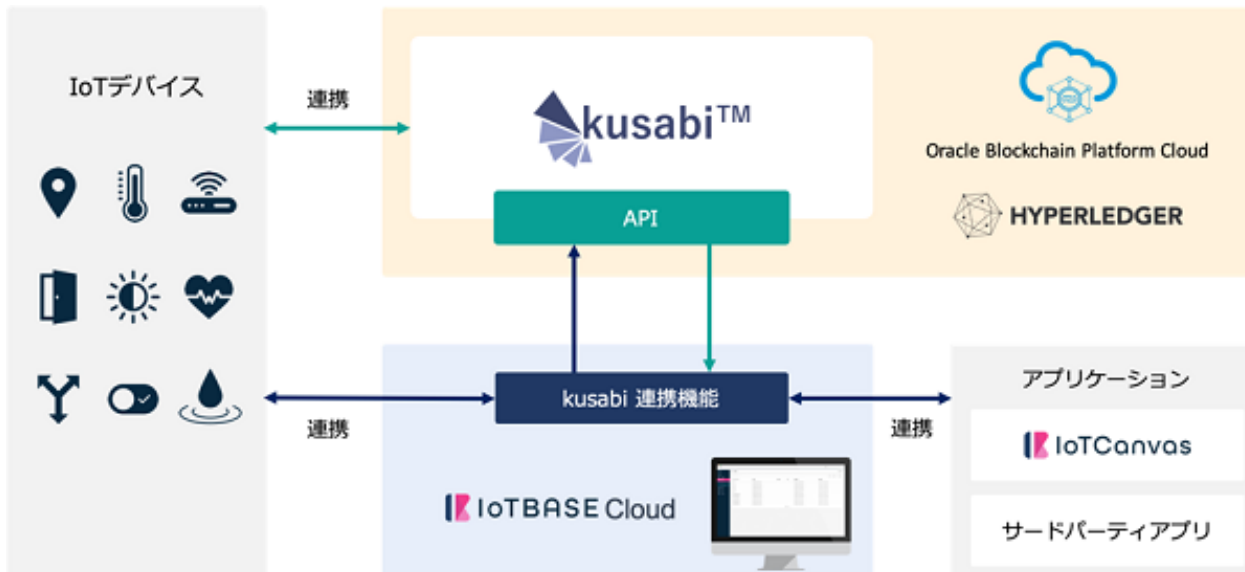 IoTデバイス
連携
kusabi™
API
Oracle Blockchain Platform Cloud
HYPERLEDGER
連携
kusabi 連携機能
連携
IoTBASE Cloud
アプリケーション
IoTCanvas
サードパーティアプリ